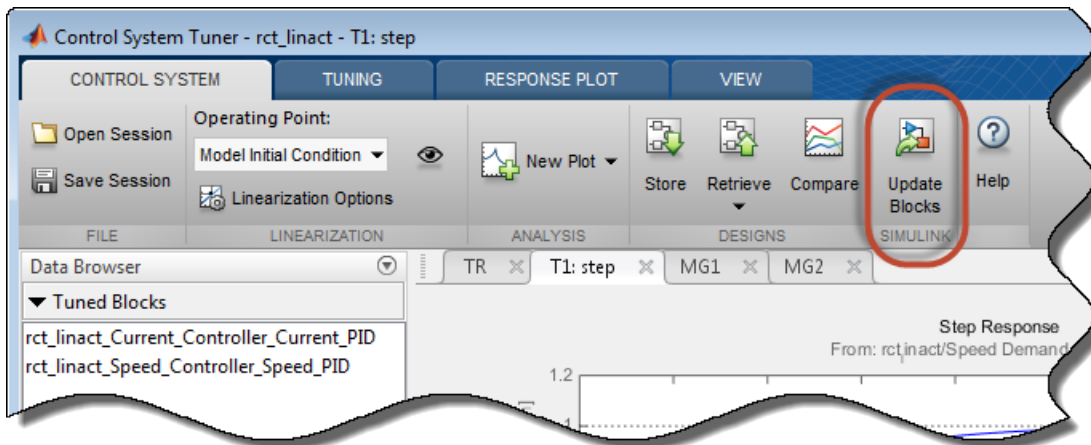 Control System Tuner - rct_linact - T1: step
CONTROL SYSTEM TUNING RESPONSE PLOT VIEW
Open Session
Save Session
Operating Point:
Model Initial Condition
Linearization Options
New Plot
Store Retrieve Compare
Update
Blocks
Help
FILE LINEARIZATION ANALYSIS DESIGNS SIMULINK
Data Browser
TR T1: step MG1 MG2
Tuned Blocks
rct_linact_Current_Controller_Current_PID
rct_linact_Speed_Controller_Speed_PID
Step Response
From: rct_linact/Speed Demand
1.2
1